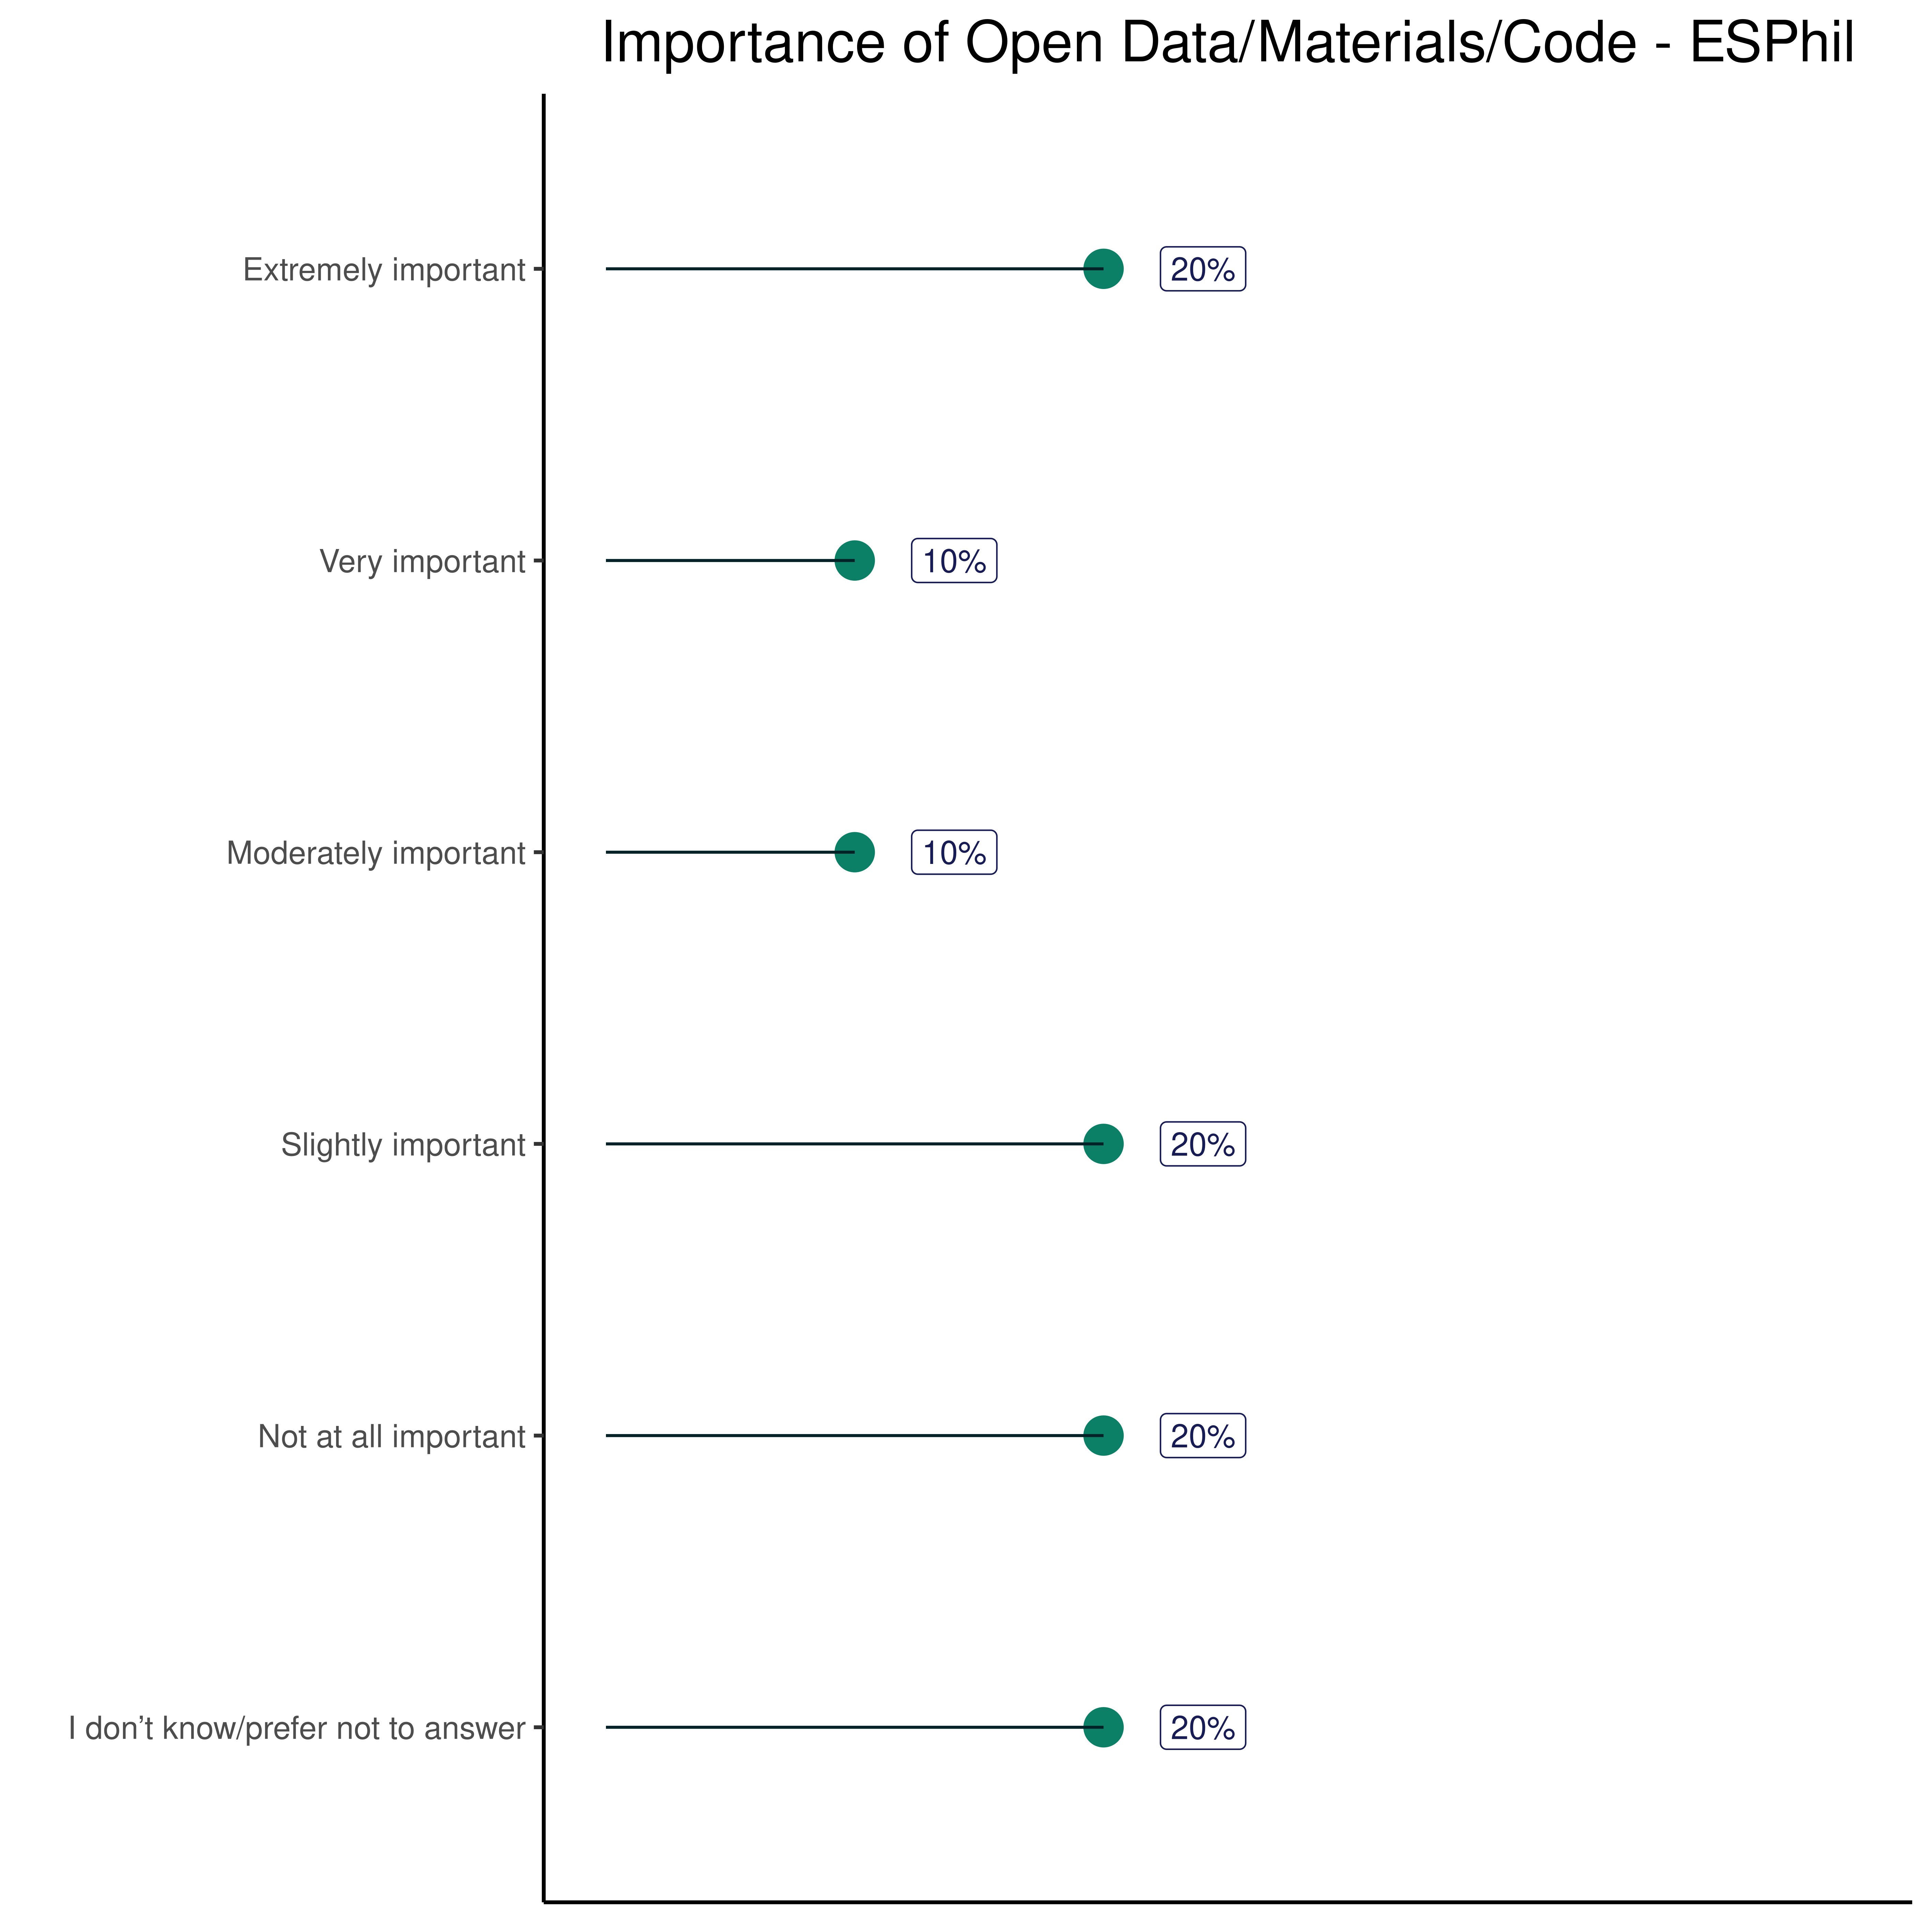 Importance of Open Data/Materials/Code - ESPhil
Extremely important 20%
Very important 10%
Moderately important 10%
Slightly important 20%
Not at all important 20%
I don’t know/prefer not to answer 20%